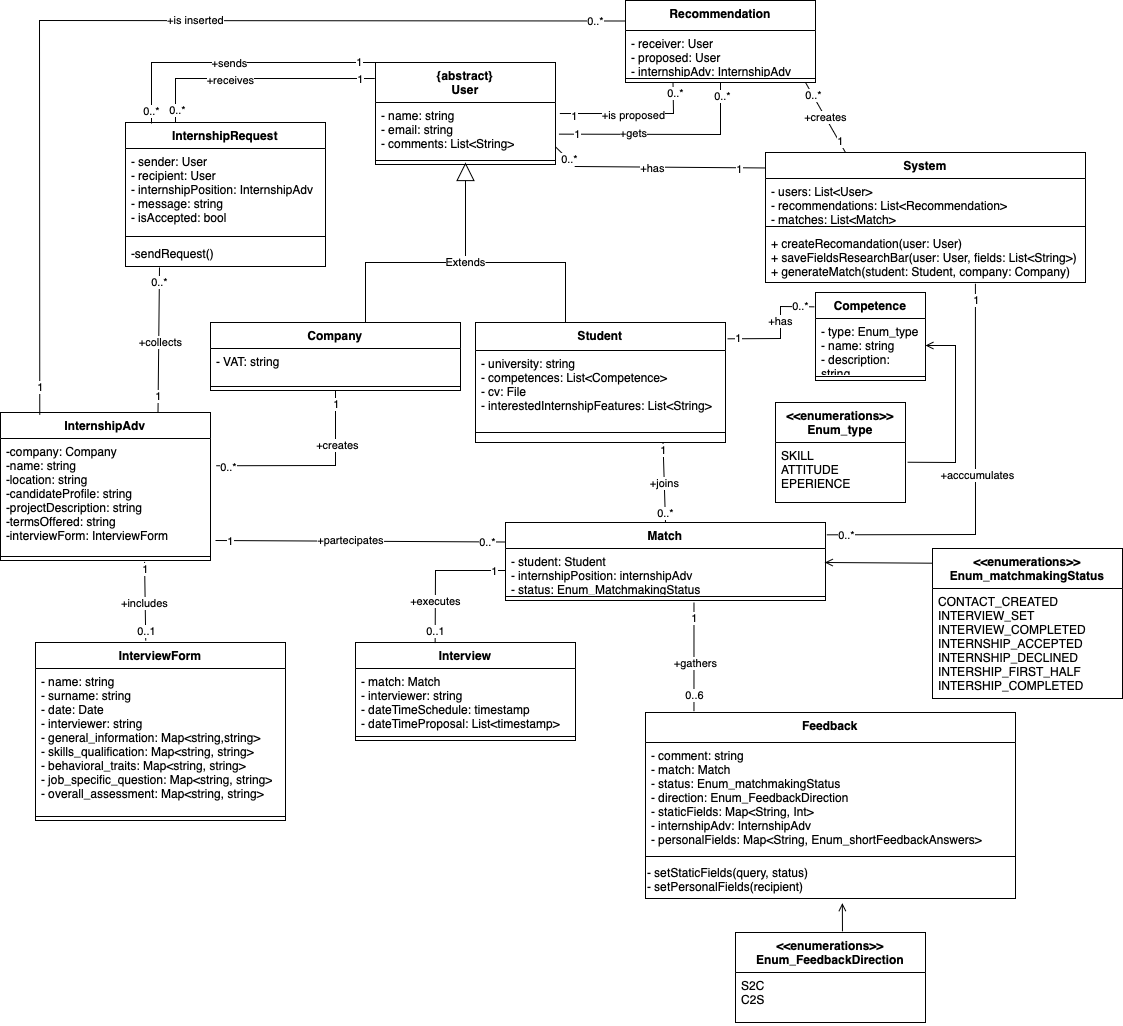 Recommendation
- receiver: User
- proposed: User
- internshipAdv: InternshipAdv
+is inserted
0..*
+sends
1
+receives
1
0..*
0..*
{abstract}
User
- name: string
- email: string
- comments: List<String>
0..*
0..*
0..*
1
+is proposed
1
+gets
+creates
1
0..*
+has
1
InternshipRequest
- sender: User
- recipient: User
- internshipPosition: InternshipAdv
- message: string
- isAccepted: bool
-sendRequest()
System
- users: List<User>
- recommendations: List<Recommendation>
- matches: List<Match>
+ createRecomandation(user: User)
+ saveFieldsResearchBar(user: User, fields: List<String>)
+ generateMatch(student: Student, company: Company)
Extends
0..*
+collects
1
1
Company
- VAT: string
1
+creates
0..*
Student
- university: string
- competences: List<Competence>
- cv: File
- interestedInternshipFeatures: List<String>
1
+has
0..*
Competence
- type: Enum_type
- name: string
- description:
string
1
+acccumulates
0..*
<<enumerations>>
Enum_type
SKILL
ATTITUDE
EPERIENCE
InternshipAdv
-company: Company
-name: string
-location: string
-candidateProfile: string
-projectDescription: string
-termsOffered: string
-interviewForm: InterviewForm
1
+joins
0..*
1
+partecipates
0..*
Match
- student: Student
- internshipPosition: internshipAdv
- status: Enum_MatchmakingStatus
<<enumerations>>
Enum_matchmakingStatus
CONTACT_CREATED
INTERVIEW_SET
INTERVIEW_COMPLETED
INTERNSHIP_ACCEPTED
INTERNSHIP_DECLINED
INTERSHIP_FIRST_HALF
INTERSHIP_COMPLETED
1
+includes
0..1
1
+executes
0..1
InterviewForm
- name: string
- surname: string
- date: Date
- interviewer: string
- general_information: Map<string,string>
- skills_qualification: Map<string, string>
- behavioral_traits: Map<string, string>
- job_specific_question: Map<string, string>
- overall_assessment: Map<string, string>
Interview
- match: Match
- interviewer: string
- dateTimeSchedule: timestamp
- dateTimeProposal: List<timestamp>
1
+gathers
0..6
Feedback
- comment: string
- match: Match
- status: Enum_matchmakingStatus
- direction: Enum_FeedbackDirection
- staticFields: Map<String, Int>
- internshipAdv: InternshipAdv
- personalFields: Map<String, Enum_shortFeedbackAnswers>
- setStaticFields(query, status)
- setPersonalFields(recipient)
<<enumerations>>
Enum_FeedbackDirection
S2C
C2S